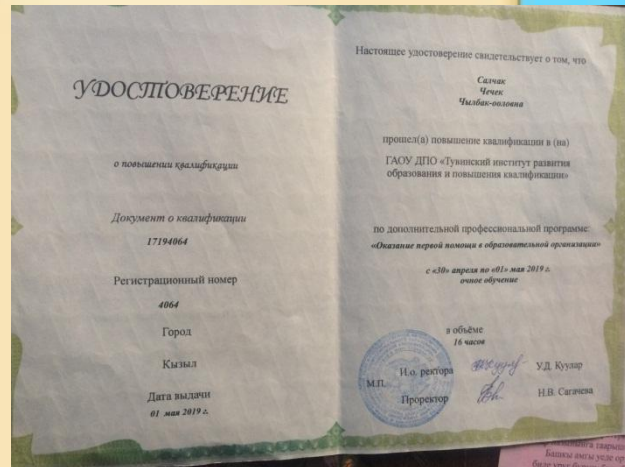 УДОСТОВЕРЕНИЕ
о повышении квалификации
Документ о квалификации
17194064
Регистрационный номер
4064
Город
Кызыл
Дата выдачи
01 мая 2019 г.
Настоящее удостоверение свидетельствует о том, что
Салчак
Чечек
Чылбак-ооловна
прошел(а) повышение квалификации в (на)
ГАОУ ДПО «Тувинский институт развития
образования и повышения квалификации»
по дополнительной профессиональной программе:
«Оказание первой помощи в образовательной организации»
с «30» апреля по «01» мая 2019 г.
очное обучение
в объёме
16 часов
И.о. ректора У.Д. Куулар
М.П.
Проректор Н.В. Сагачева